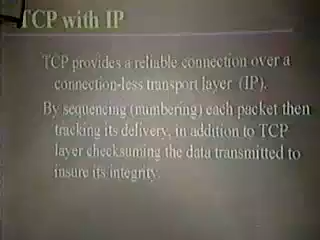 TCP with IP
TCP provides a reliable connection over a
connection-less transport layer (IP).
By sequencing (numbering) each packet then
tracking its delivery, in addition to TCP
layer checksuming the data transmitted to
insure its integrity.